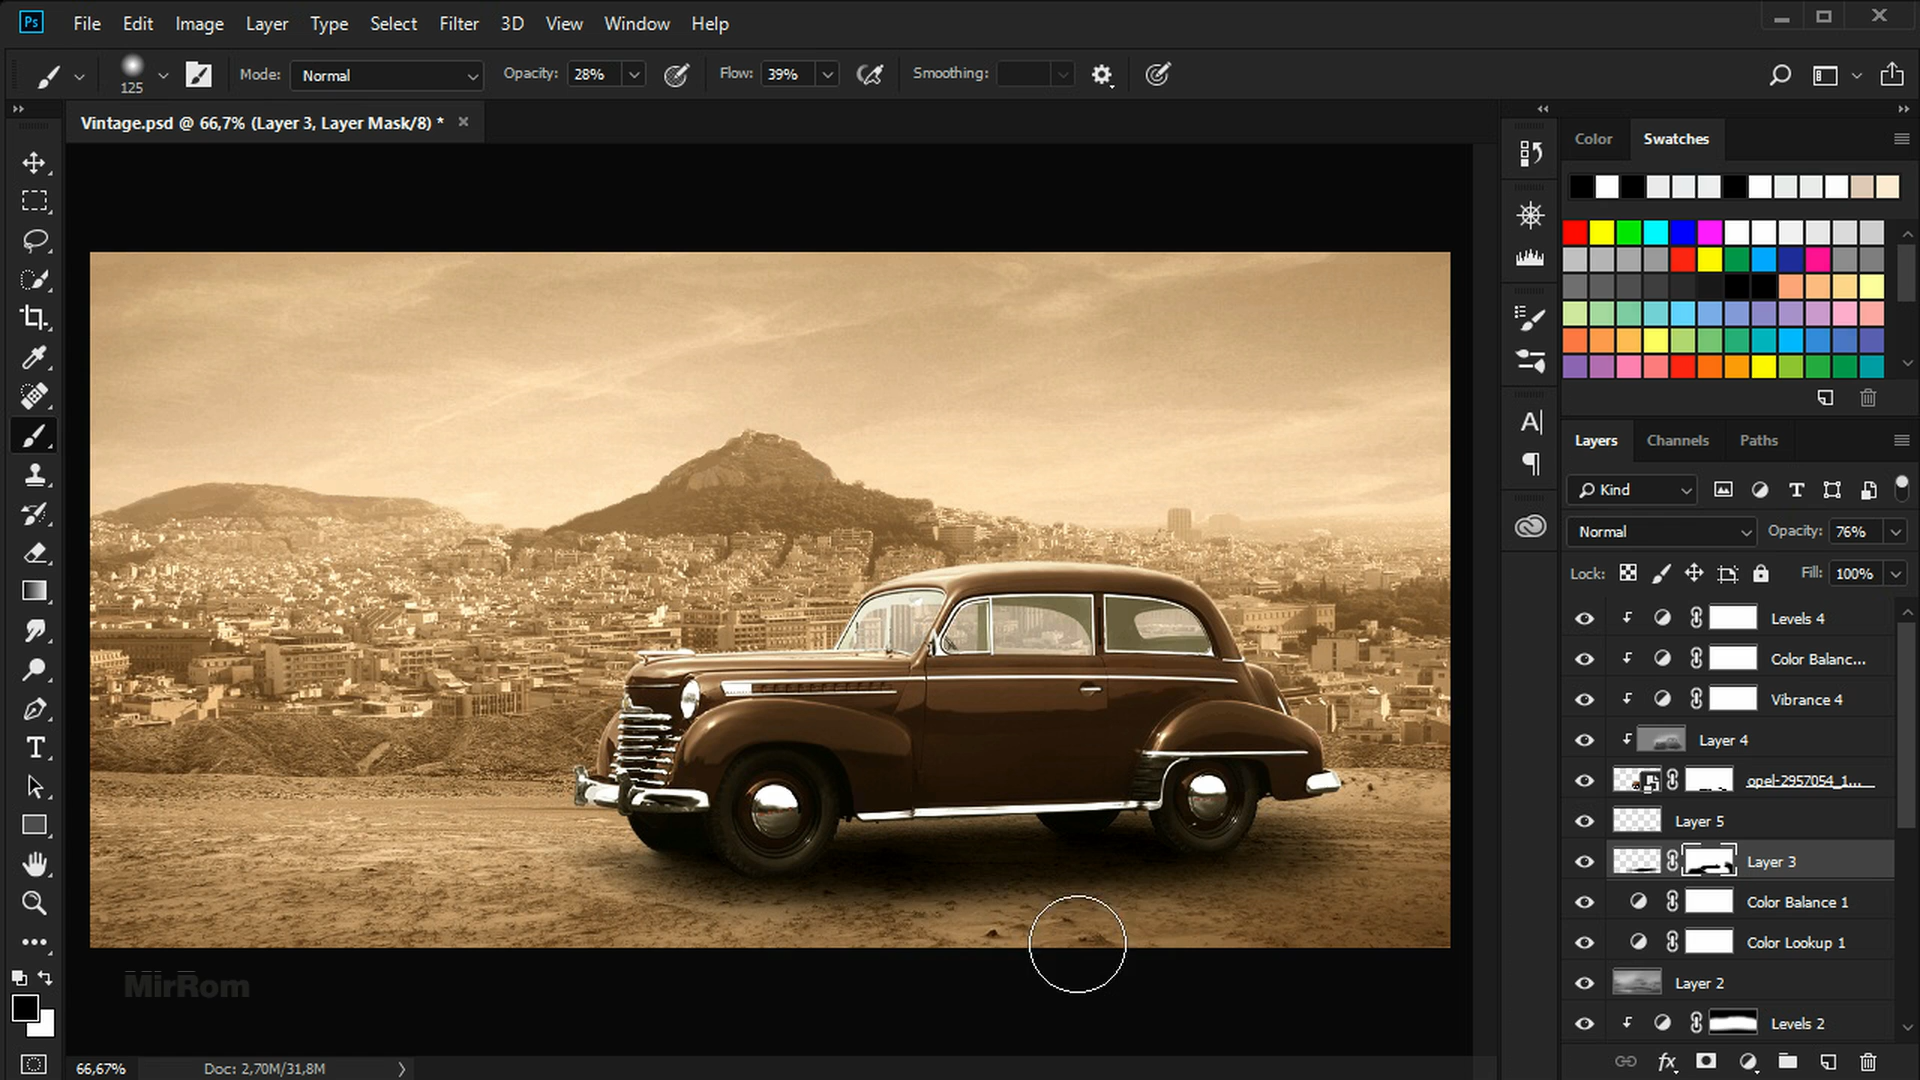 Ps File Edit Image Layer Type Select Filter 3D View Window Help
125 Mode: Normal Opacity: 28% Flow: 39% Smoothing:
Vintage.psd @ 66,7% (Layer 3, Layer Mask/8) * ×
Color Swatches
Layers Channels Paths
Kind
Normal Opacity: 76%
Lock: Fill: 100%
Levels 4
Color Balanc...
Vibrance 4
Layer 4
opel-2957054_1...
Layer 5
Layer 3
Color Balance 1
Color Lookup 1
Layer 2
Levels 2
MirRom
66,67% Doc: 2,70M/31,8M